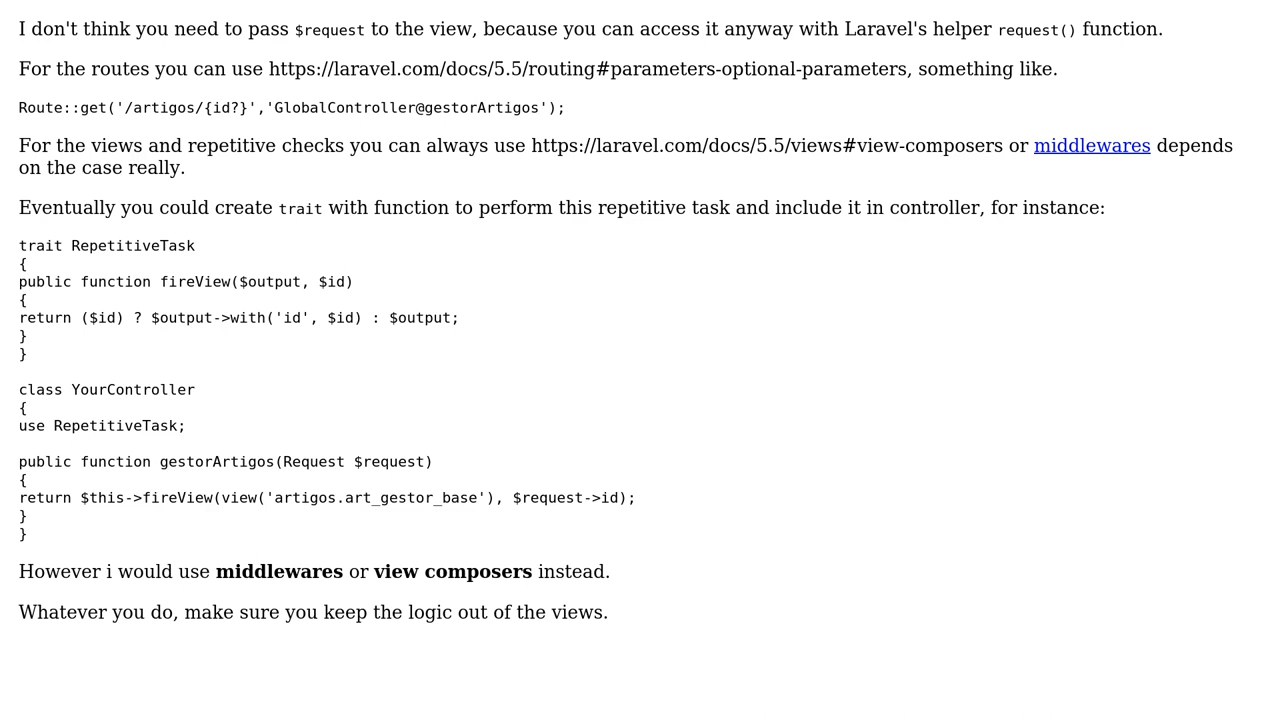 I don't think you need to pass $request to the view, because you can access it anyway with Laravel's helper request() function.
For the routes you can use https://laravel.com/docs/5.5/routing#parameters-optional-parameters, something like.
Route::get('/artigos/{id?}','GlobalController@gestorArtigos');
For the views and repetitive checks you can always use https://laravel.com/docs/5.5/views#view-composers or middlewares depends
on the case really.
Eventually you could create trait with function to perform this repetitive task and include it in controller, for instance:
trait RepetitiveTask
{
public function fireView($output, $id)
{
return ($id) ? $output->with('id', $id) : $output;
}
}
class YourController
{
use RepetitiveTask;
public function gestorArtigos(Request $request)
{
return $this->fireView(view('artigos.art_gestor_base'), $request->id);
}
}
However i would use middlewares or view composers instead.
Whatever you do, make sure you keep the logic out of the views.